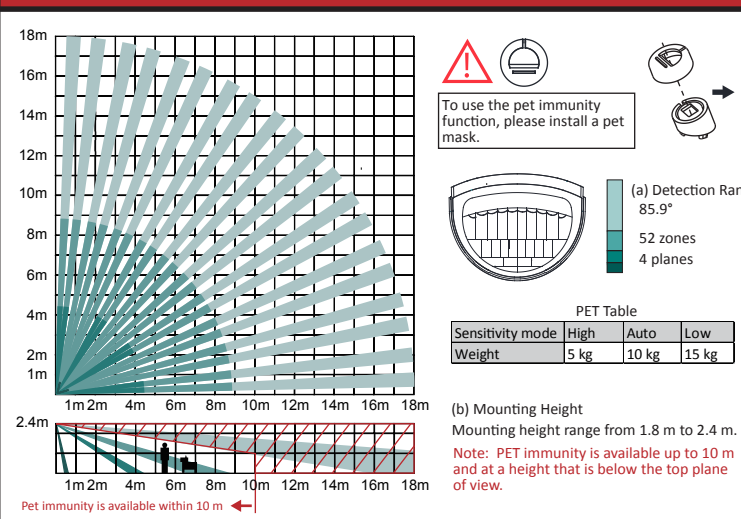 18m
16m
14m
12m
10m
8m
6m
4m
2m
1m
1m 2m 4m 6m 8m 10m 12m 14m 16m 18m
2.4m
1m 2m 4m 6m 8m 10m 12m 14m 16m 18m
Pet immunity is available within 10 m
To use the pet immunity
function, please install a pet
mask.
(a) Detection Ran
85.9°
52 zones
4 planes
PET Table
Sensitivity mode High Auto Low
Weight 5 kg 10 kg 15 kg
(b) Mounting Height
Mounting height range from 1.8 m to 2.4 m.
Note: PET immunity is available up to 10 m
and at a height that is below the top plane
of view.